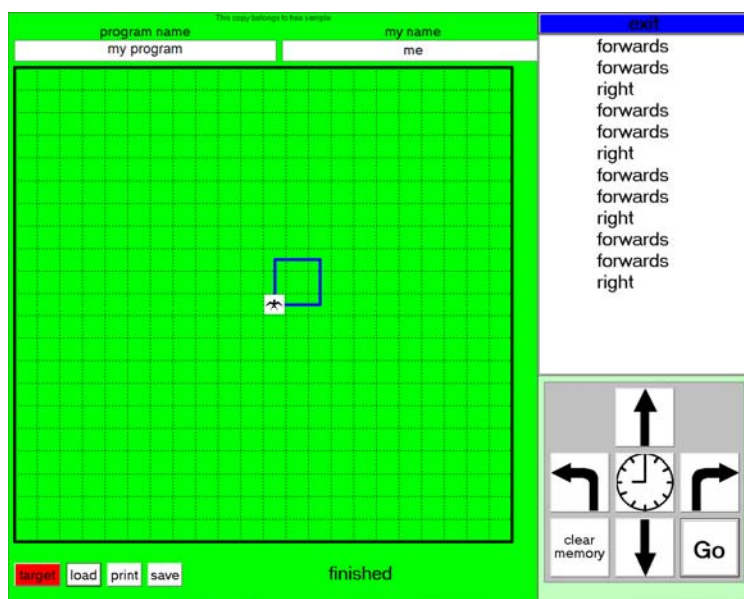 This copy belongs to free sample
program name
my name
my program
me
exit
forwards
forwards
right
forwards
forwards
right
forwards
forwards
right
forwards
forwards
right
clear
memory
Go
target
load
print
save
finished